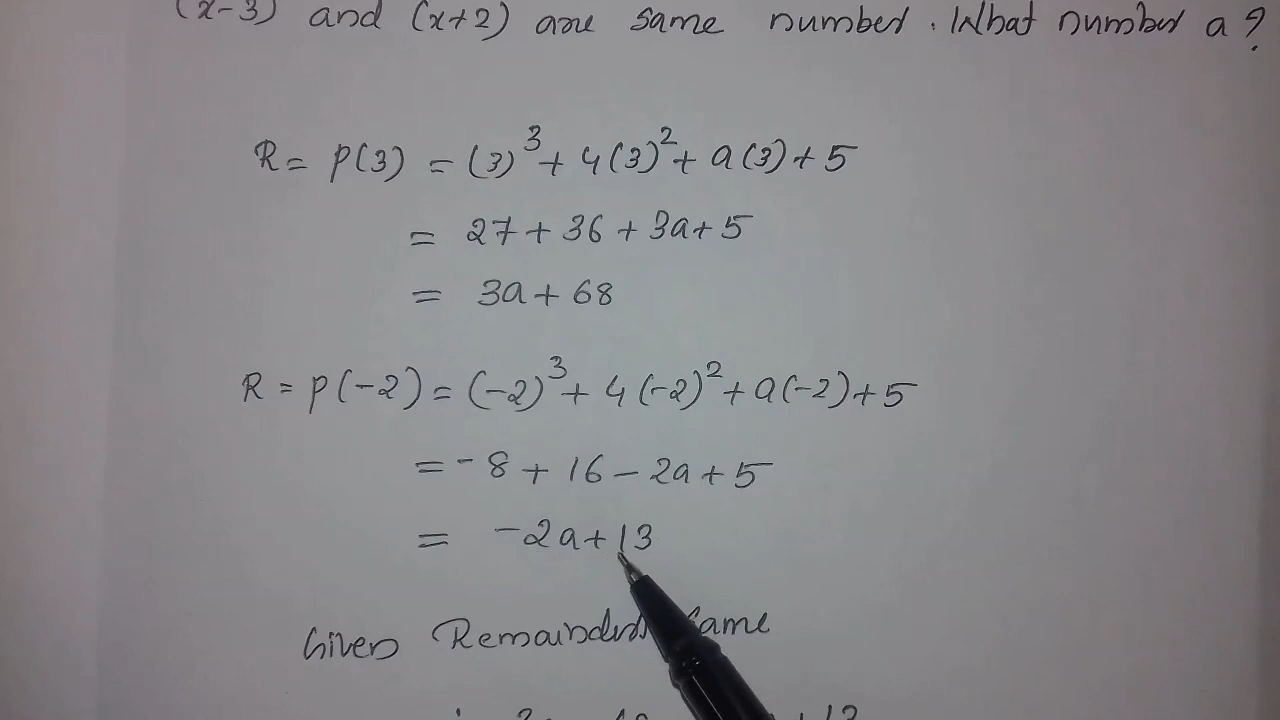 (x-3) and (x+2) are same number. What number a?
R = P(3) = (3)³ + 4(3)² + a(3) + 5
= 27 + 36 + 3a + 5
= 3a + 68
R = P(-2) = (-2)³ + 4(-2)² + a(-2) + 5
= -8 + 16 - 2a + 5
= -2a + 13
Given Same